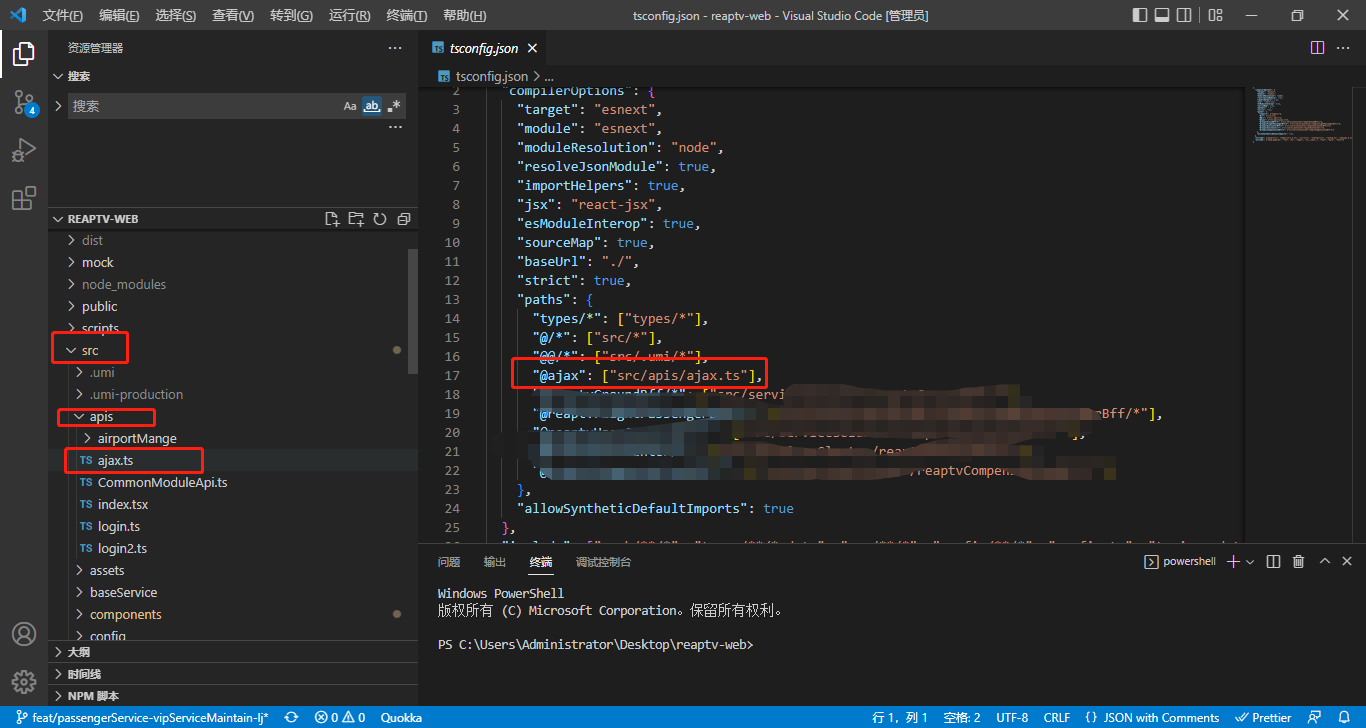 文件(F) 编辑(E) 选择(S) 查看(V) 转到(G) 运行(R) 终端(T) 帮助(H) tsconfig.json - reaptv-web - Visual Studio Code [管理员]
资源管理器
搜索
搜索 Aa ab
4
REAPTV-WEB
dist
mock
node_modules
public
scripts
src
.umi
.umi-production
apis
airportMange
TS ajax.ts
TS CommonModuleApi.ts
TS index.tsx
TS login.ts
TS login2.ts
assets
baseService
components
config
大纲
时间线
NPM 脚本
TS tsconfig.json
TS tsconfig.json > ...
2 "compilerOptions": {
3 "target": "esnext",
4 "module": "esnext",
5 "moduleResolution": "node",
6 "resolveJsonModule": true,
7 "importHelpers": true,
8 "jsx": "react-jsx",
9 "esModuleInterop": true,
10 "sourceMap": true,
11 "baseUrl": "./",
12 "strict": true,
13 "paths": {
14 "types/*": ["types/*"],
15 "@/*": ["src/*"],
16 "@@/*": ["src/.umi/*"],
17 "@ajax": ["src/apis/ajax.ts"],
18
19 Bff/*"],
20
21
22
23 },
24 "allowSyntheticDefaultImports": true
25 },
问题 输出 终端 调试控制台 powershell
Windows PowerShell
版权所有 (C) Microsoft Corporation。保留所有权利。
PS C:\Users\Administrator\Desktop\reaptv-web>
feat/passengerService-vipServiceMaintain-lj* 0 0 Quokka 行 1，列 1 空格: 2 UTF-8 CRLF {} JSON with Comments Prettier